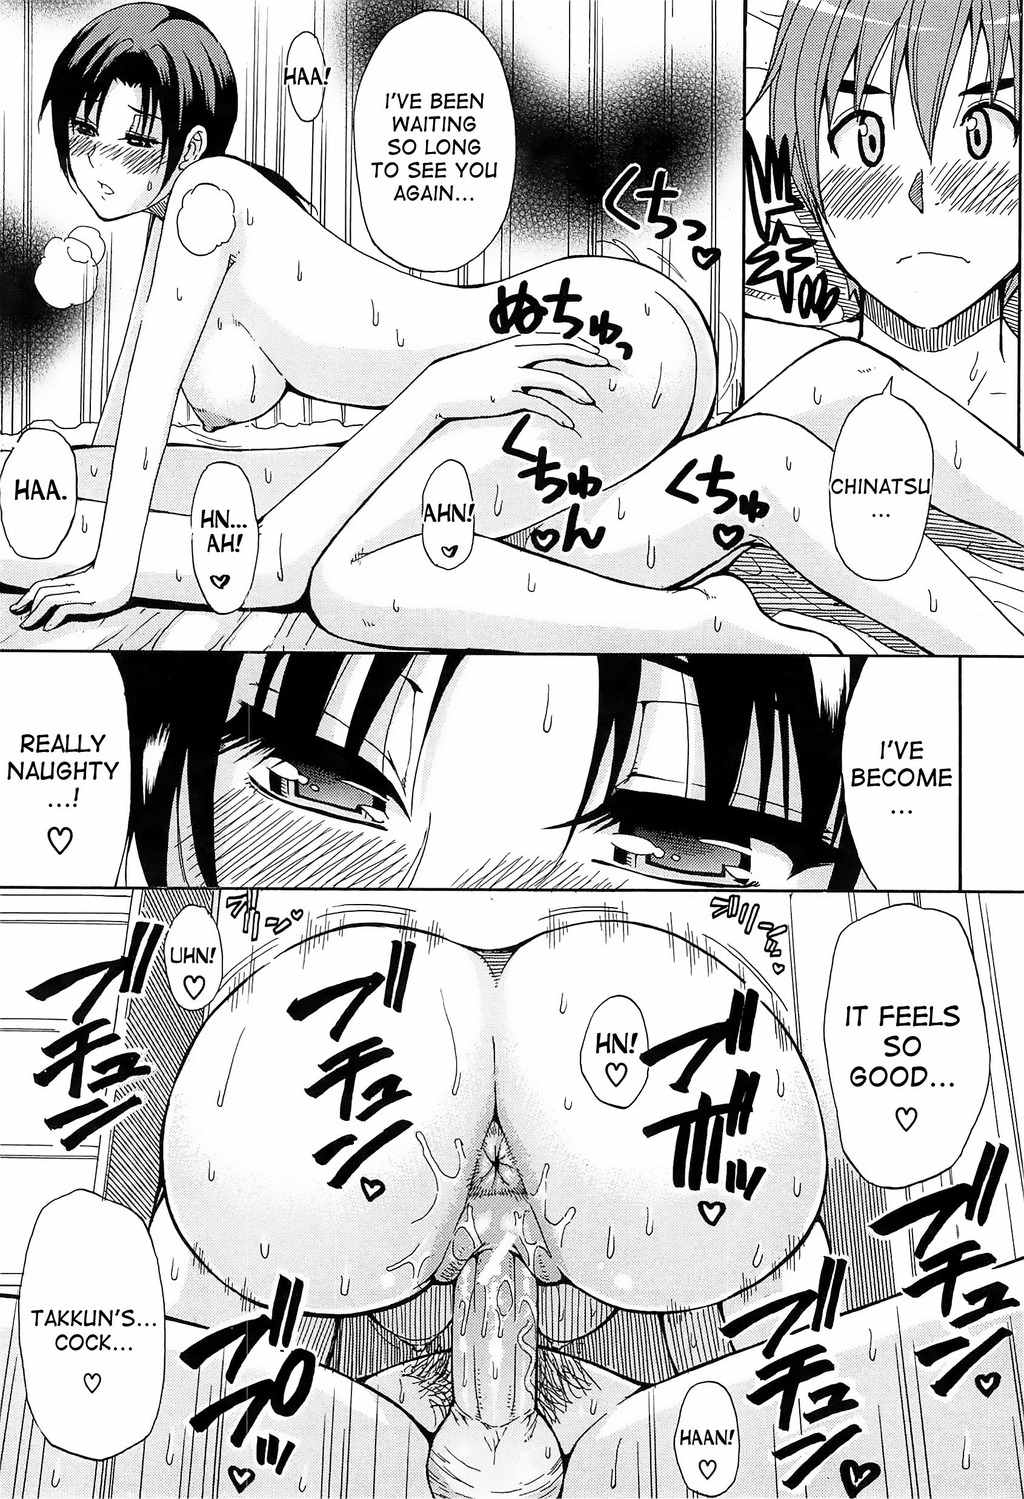 HAA!
I'VE BEEN
WAITING
SO LONG
TO SEE YOU
AGAIN...
くちっ
ぬちゅっ
くちゅん
くちゅ
HAA.
HN...
AH!
AHN!
CHINATSU
...
I'VE
BECOME
...
REALLY
NAUGHTY
...!
UHN!
HN!
IT FEELS
SO
GOOD...
ブチュン
ブチュン
ブチュッ
ブチュン
TAKKUN'S...
COCK...
HAAN!